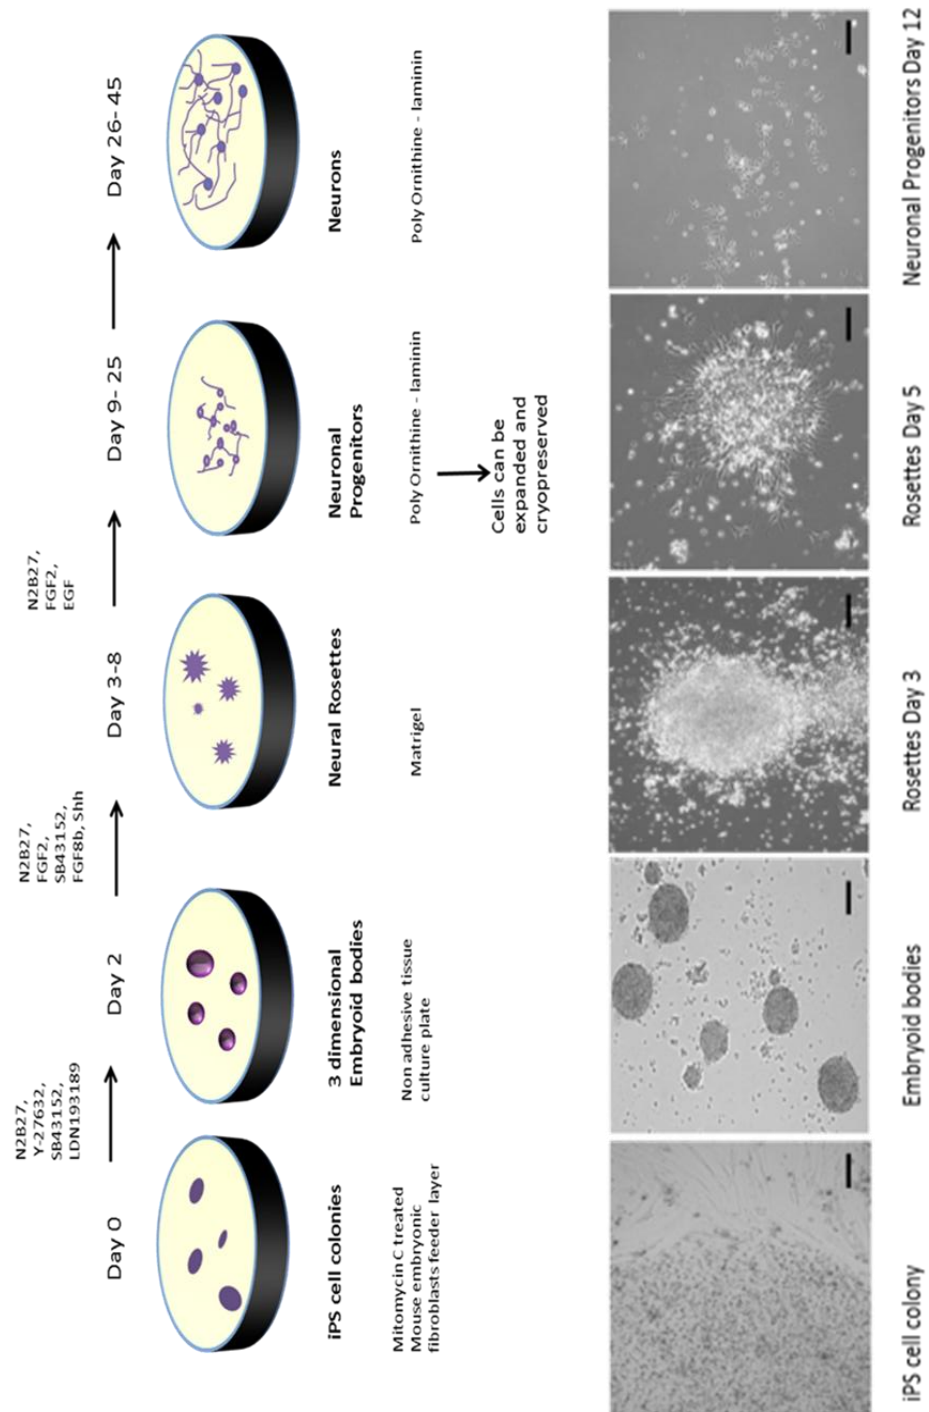 N2B27,
Y-27632,
SB43152,
LDN193189
N2B27,
FGF2,
SB43152,
FGF8b, Shh
N2B27,
FGF2,
EGF
Day 0
Day 2
Day 3-8
Day 9- 25
Day 26- 45
iPS cell colonies
3 dimensional
Embryoid bodies
Neural Rosettes
Neuronal
Progenitors
Neurons
Mitomycin C treated
Mouse embryonic
fibroblasts feeder layer
Non adhesive tissue
culture plate
Matrigel
Poly Ornithine - laminin
Poly Ornithine - laminin
Cells can be
expanded and
cryopreserved
iPS cell colony
Embryoid bodies
Rosettes Day 3
Rosettes Day 5
Neuronal Progenitors Day 12